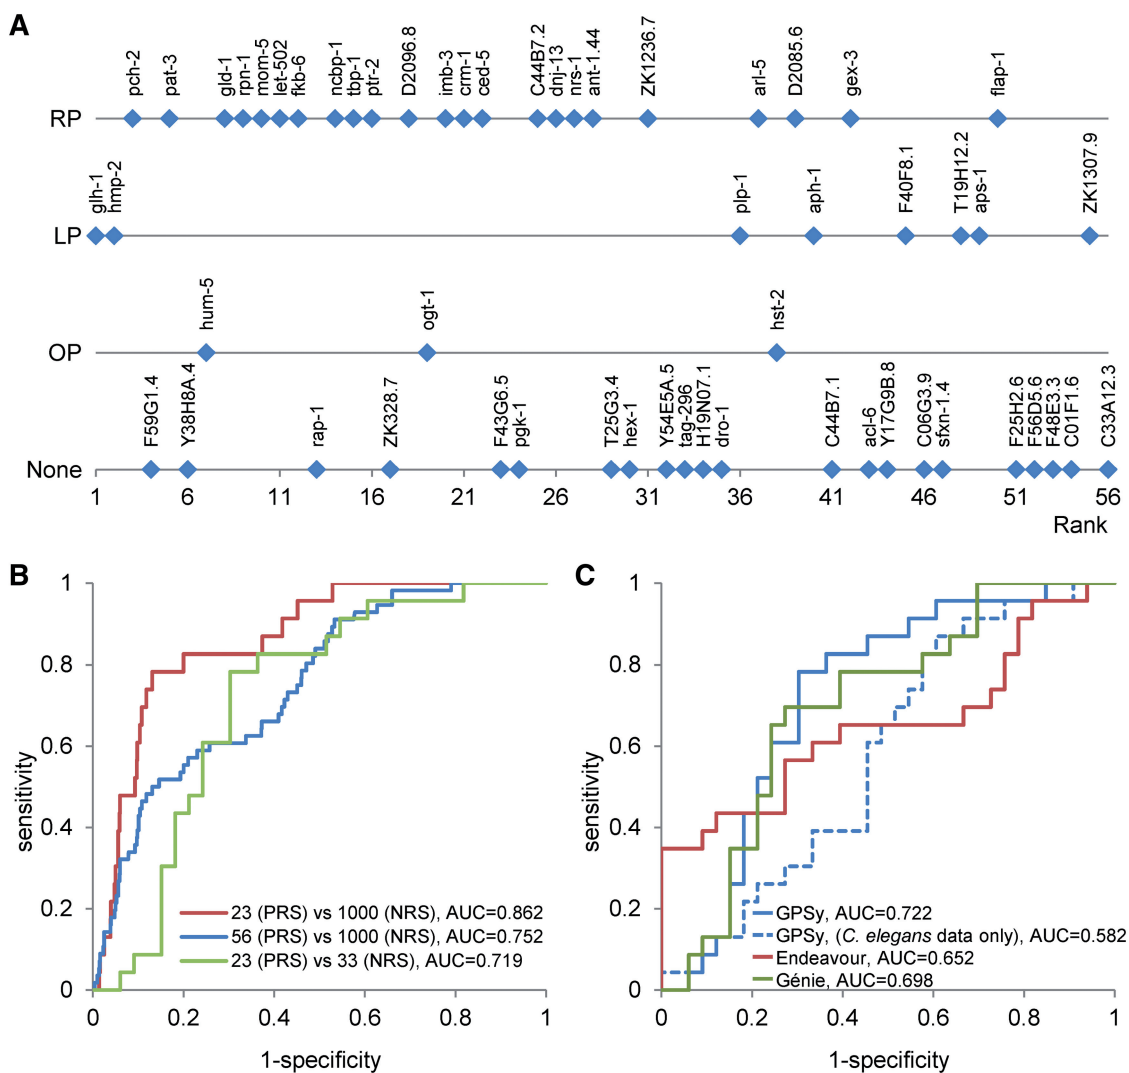 A
pch-2
pat-3
gld-1
rpn-1
mom-5
let-502
fkb-6
ncbp-1
tbp-1
ptr-2
D2096.8
imb-3
crm-1
ced-5
C44B7.2
dnj-13
nrs-1
ant-1.44
ZK1236.7
arl-5
D2085.6
gex-3
flap-1
RP
glh-1
hmp-2
plp-1
aph-1
F40F8.1
T19H12.2
aps-1
ZK1307.9
LP
hum-5
ogt-1
hst-2
OP
F59G1.4
Y38H8A.4
rap-1
ZK328.7
F43G6.5
pgk-1
T25G3.4
hex-1
Y54E5A.5
tag-296
H19N07.1
dro-1
C44B7.1
acl-6
Y17G9B.8
C06G3.9
sfxn-1.4
F25H2.6
F56D5.6
F48E3.3
C01F1.6
C33A12.3
None
1 6 11 16 21 26 31 36 41 46 51 56
Rank
B
1
0.8
0.6
0.4
0.2
0
sensitivity
23 (PRS) vs 1000 (NRS), AUC=0.862
56 (PRS) vs 1000 (NRS), AUC=0.752
23 (PRS) vs 33 (NRS), AUC=0.719
0 0.2 0.4 0.6 0.8 1
1-specificity
C
1
0.8
0.6
0.4
0.2
0
sensitivity
GPSy, AUC=0.722
GPSy, (C. elegans data only), AUC=0.582
Endeavour, AUC=0.652
Génie, AUC=0.698
0 0.2 0.4 0.6 0.8 1
1-specificity